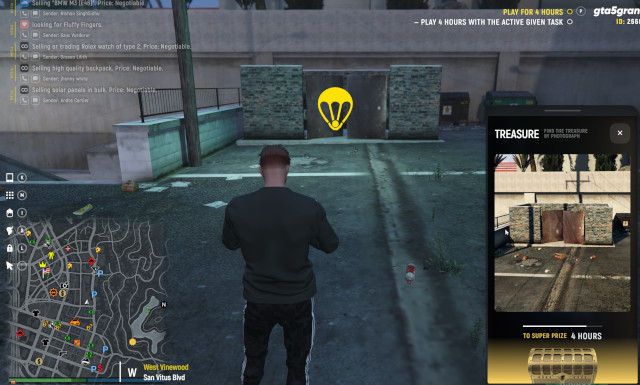 Selling "BMW M3 (E46)". Price: Negotiable.
looking for Fluffy Fingers.
Selling or trading Rolex watch of type 2. Price: Negotiable.
Selling high quality backpack. Price: Negotiable.
Selling solar panels in bulk. Price: Negotiable.
PLAY FOR 4 HOURS
– PLAY 4 HOURS WITH THE ACTIVE GIVEN TASK
gta5gran
TREASURE
FIND THE TREASURE
BY PHOTOGRAPH
×
TO SUPER PRIZE 4 HOURS
N
W
West Vinewood
San Vitus Blvd